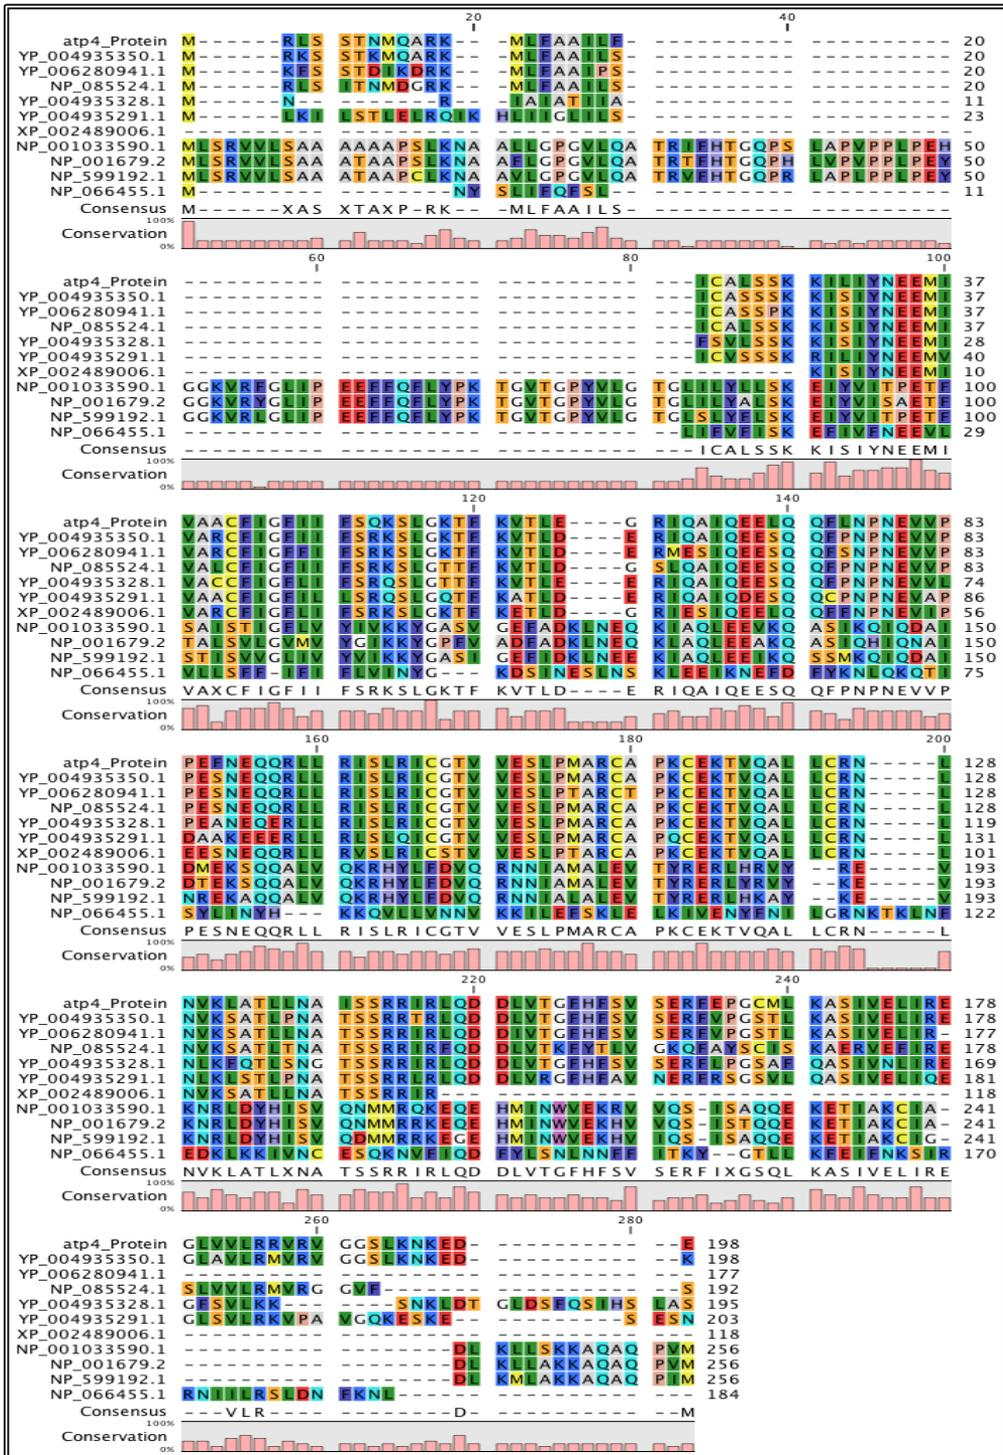 20 40
atp4_Protein M------RLS STNMQARK-- -MLFAAILF- ---------- ---------- 20
YP_004935350.1 M------RKS STKMQARK-- -MLFAAILS- ---------- ---------- 20
YP_006280941.1 M------KFS STDIKDRK-- -MLFAAIPS- ---------- ---------- 20
NP_085524.1 M------RLS ITNMDGRK-- -MLFAAILS- ---------- ---------- 20
YP_004935328.1 M------N-- -------R-- -IAIATIIA- ---------- ---------- 11
YP_004935291.1 M------LKI LSTLELRQIK HLIIGLILS- ---------- ---------- 23
XP_002489006.1 ---------- ---------- ---------- ---------- ---------- -
NP_001033590.1 MLSRVVLSAA AAAAPSLKNA ALLGPGVLQA TRIFHTGQPS LAPVPPLPEH 50
NP_001679.2 MLSRVVLSAA ATAAPSLKNA AFLGPGVLQA TRTFHTGQPH LVPVPPLPEY 50
NP_599192.1 MLSRVVLSAA ATAAPCLKNA AVLGPGVLQA TRVFHTGQPR LAPLPPLPEY 50
NP_066455.1 M--------- --------NY SLIFQFSL-- ---------- ---------- 11
Consensus M------XAS XTAXP-RK-- -MLFAAILS- ---------- ----------
100%
Conservation
0%
60 80 100
atp4_Protein ---------- ---------- ---------- ---ICALSSK KILIYNEEMI 37
YP_004935350.1 ---------- ---------- ---------- ---ICASSSK KISIYNEEMI 37
YP_006280941.1 ---------- ---------- ---------- ---ICASSPK KISIYNEEMI 37
NP_085524.1 ---------- ---------- ---------- ---ICALSSK KISIYNEEMI 37
YP_004935328.1 ---------- ---------- ---------- ---FSVLSSK KISIYNEEMI 28
YP_004935291.1 ---------- ---------- ---------- ---ICVSSSK RILIYNEEMV 40
XP_002489006.1 ---------- ---------- ---------- ---------- KISIYNEEMI 10
NP_001033590.1 GGKVRFGLIP EEFFQFLYPK TGVTGPYVLG TGLILYLLSK EIYVITPETF 100
NP_001679.2 GGKVRYGLIP EEFFQFLYPK TGVTGPYVLG TGLILYALSK EIYVISAETF 100
NP_599192.1 GGKVRLGLIP EEFFQFLYPK TGVTGPYVLG TGLSLYFLSK EIYVITPETF 100
NP_066455.1 ---------- ---------- ---------- --LIFVFISK EFIVFNEEVL 29
Consensus ---------- ---------- ---------- ---ICALSSK KISIYNEEMI
100%
Conservation
0%
120 140
atp4_Protein VAACFIGFII FSQKSLGKTF KVTLE----G RIQAIQEELQ QFLNPNEVVP 83
YP_004935350.1 VARCFIGFII FSRKSLGKTF KVTLD----E RIQAIQEESQ QFPNPNEVVP 83
YP_006280941.1 VARCFIGFFI FSRKSLGKTF KVTLD----E RMESIQEESQ QFSNPNEVVP 83
NP_085524.1 VALCFIGFII FSRKSLGTTF KVTLD----G SLQAIQEESQ QFPNPNEVVP 83
YP_004935328.1 VACCFIGFLI FSRQSLGKTF KVTLD----E RIQAIQEESQ QFPNPNEVVL 74
YP_004935291.1 VAACFIGFIL LSRQSLGQTF KATLD----E RIQAIQDESQ QCPNPNEVAP 86
XP_002489006.1 VARCFIGFLI FSRKSLGKTF KETLD----G RIESIQEELQ QFFNPNEVIP 56
NP_001033590.1 SAISTIGFLV YIVKKYGASV GEFADKLNEQ KIAQLEEVKQ ASIKQIQDAI 150
NP_001679.2 TALSVLGVMV YGIKKYGPFV ADFADKLNEQ KLAQLEEAKQ ASIQHIQNAI 150
NP_599192.1 STISVVGLIV YVIKKYGASI GEFIDKLNEE KIAQLEEIKQ SSMKQIQDAI 150
NP_066455.1 VLLSFF-IFI FLVINYG--- KDSINESLNS KLEEIKNEFD FYKNLQKQTI 75
Consensus VAXCFIGFII FSRKSLGKTF KVTLD----E RIQAIQEESQ QFPNPNEVVP
100%
Conservation
0%
160 180 200
atp4_Protein PEFNEQQRLL RISLRICGTV VESLPMARCA PKCEKTVQAL LCRN-----L 128
YP_004935350.1 PESNEQQRLL RISLRICGTV VESLPMARCA PKCEKTVQAL LCRN-----L 128
YP_006280941.1 PESNEQQRLL RISLRICGTV VESLPTARCT PKCEKTVQAL LCRN-----L 128
NP_085524.1 PESNEQQRLL RISLRICGTV VESLPMARCA PKCEKTVQAL LCRN-----L 128
YP_004935328.1 PEANEQERLL RISLRICGTV VESLPMARCA PKCEKTVQAL LCRN-----L 119
YP_004935291.1 DAAKEEERLL RLSLQICGTV VESLPMARCA PQCEKTVQAL LCRN-----L 131
XP_002489006.1 EESNEQQRLL RVSLRICSTV VESLPTARCA PKCEKTVQAL LCRN-----L 101
NP_001033590.1 DMEKSQQALV QKRHYLFDVQ RNNIAMALEV TYRERLHRVY --KE-----V 193
NP_001679.2 DTEKSQQALV QKRHYLFDVQ RNNIAMALEV TYRERLYRVY --KE-----V 193
NP_599192.1 NREKAQQALV QKRHYLFDVQ RNNIALALEV TYRERLHKAY --KE-----V 193
NP_066455.1 SYLINYH--- KKQVLLVNNV KKILEFSKLE LKIVENYFNI LGRNKTKLNF 122
Consensus PESNEQQRLL RISLRICGTV VESLPMARCA PKCEKTVQAL LCRN-----L
100%
Conservation
0%
220 240
atp4_Protein NVKLATLLNA ISSRRIRLQD DLVTGFHFSV SERFEPGCML KASIVELIRE 178
YP_004935350.1 NVKSATLPNA TSSRRTRLQD DLVTGFHFSV SERFVPGSTL KASIVELIRE 178
YP_006280941.1 NVKSATLLNA TSSRRIRLQD DIVTGFHFSV SERFVPGSTL KASIVELIR- 177
NP_085524.1 NVKSATLTNA TSSRRIRFQD DLVTKFYTLV GKQFAYSCIS KAERVEFIRE 178
YP_004935328.1 NLKFQTLSNG TSSRRIRLQD DLVTGFHFSV SERFLPGSAF QASIVNLIRE 169
YP_004935291.1 NLKLSTLPNA TSSRRLRIRL DLVRGFHFAV NERFRSGSVL QASIVELIQE 181
XP_002489006.1 NVKSATLLNA TSSRRIR--- ---------- ---------- ---------- 118
NP_001033590.1 KNRLDYHISV QNMMRQKEQE HMINWVEKRV VQS-ISAQQE KETIAKCIA- 241
NP_001679.2 KNRLDYHISV QNMMRRKEQE HMINWVEKHV VQS-ISTQQE KETIAKCIA- 241
NP_599192.1 KNRLDYHISV QDMMRRKEGE HMINWVEKHV IQS-ISAQQE KETIAKCIG- 241
NP_066455.1 EDKLKKIVNC ESQKNVFIQD FYLSNLNNFF ITKY--GTLL KFEIFNKSIR 170
Consensus NVKLATLXNA TSSRRIRLQD DLVTGFHFSV SERFIXGSQL KASIVELIRE
100%
Conservation
0%
260 280
atp4_Protein GLVVLRRVRV GGSLKNKED- ---------- ---E 198
YP_004935350.1 GLAVLRMVRV GGSLKNKED- ---------- ---K 198
YP_006280941.1 ---------- ---------- ---------- ---- 177
NP_085524.1 SLVVLRMVRG GVF------- ---------- ---S 192
YP_004935328.1 GFSVLKK--- ----SNKLDT GLDSFQSIHS LAS 195
YP_004935291.1 GLSVLRKVPA VGQKESKE-- ---------S ESN 203
XP_002489006.1 ---------- ---------- ---------- ---- 118
NP_001033590.1 ---------- ---------DL KLLSKKAQAQ PVM 256
NP_001679.2 ---------- ---------DL KLLAKKAQAQ PVM 256
NP_599192.1 ---------- ---------DL KMLAKKAQAQ PIM 256
NP_066455.1 RNIILRSLDN FKNL------ ---------- ---- 184
Consensus ---VLR---- ---------D- ---------- ---M
100%
Conservation
0%